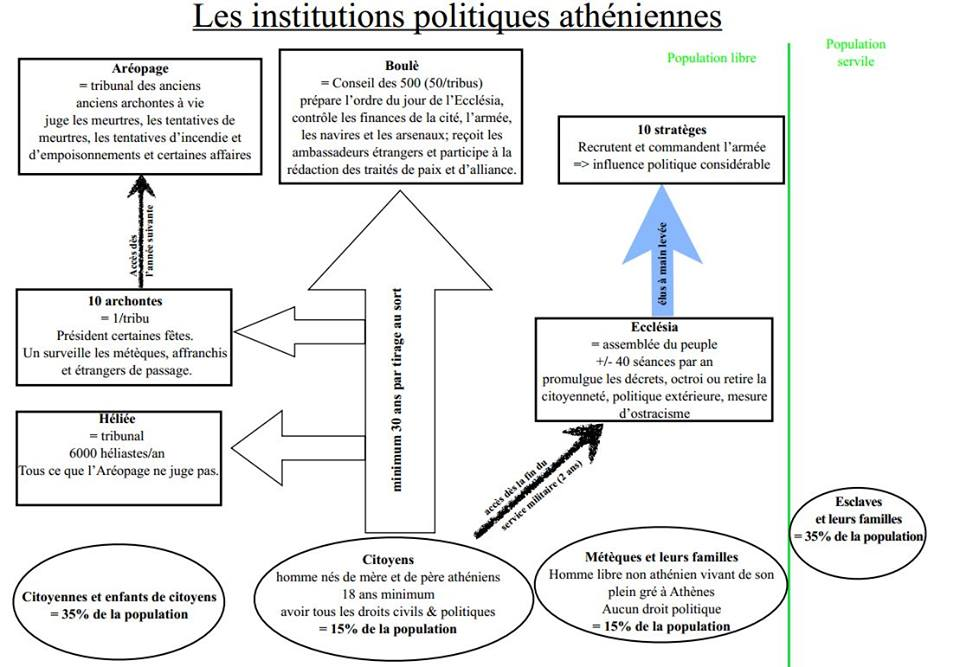 Les institutions politiques athéniennes
Population libre
Population
servile
Aréopage
= tribunal des anciens
anciens archontes à vie
juge les meurtres, les tentatives de
meurtres, les tentatives d'incendie et
d'empoisonnements et certaines affaires
Boulè
= Conseil des 500 (50/tribus)
prépare l'ordre du jour de l'Ecclésia,
contrôle les finances de la cité, l'armée,
les navires et les arsenaux; reçoit les
ambassadeurs étrangers et participe à la
rédaction des traités de paix et d'alliance.
10 stratèges
Recrutent et commandent l'armée
=> influence politique considérable
Accès dès
l'année suivante
élus à main levée
10 archontes
= 1/tribu
Président certaines fêtes.
Un surveille les métèques, affranchis
et étrangers de passage.
minimum 30 ans par tirage au sort
Ecclésia
= assemblée du peuple
+/- 40 séances par an
promulgue les décrets, octroi ou retire la
citoyenneté, politique extérieure, mesure
d'ostracisme
Héliée
= tribunal
6000 héliastes/an
Tous ce que l'Aréopage ne juge pas.
accès dès la fin du
service militaire (2 ans)
Esclaves
et leurs familles
= 35% de la population
Citoyennes et enfants de citoyens
= 35% de la population
Citoyens
homme nés de mère et de père athéniens
18 ans minimum
avoir tous les droits civils & politiques
= 15% de la population
Métèques et leurs familles
Homme libre non athénien vivant de son
plein gré à Athènes
Aucun droit politique
= 15% de la population